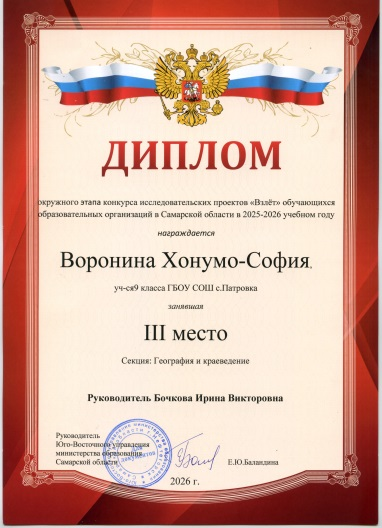 ДИПЛОМ
окружного этапа конкурса исследовательских проектов «Взлёт» обучающихся
образовательных организаций в Самарской области в 2025-2026 учебном году
награждается
Воронина Хонумо-София,
уч-ся9 класса ГБОУ СОШ с.Патровка
занявшая
III место
Секция: География и краеведение
Руководитель Бочкова Ирина Викторовна
Руководитель
Юго-Восточного управления
министерства образования
Самарской области
Е.Ю.Баландина
2026 г.